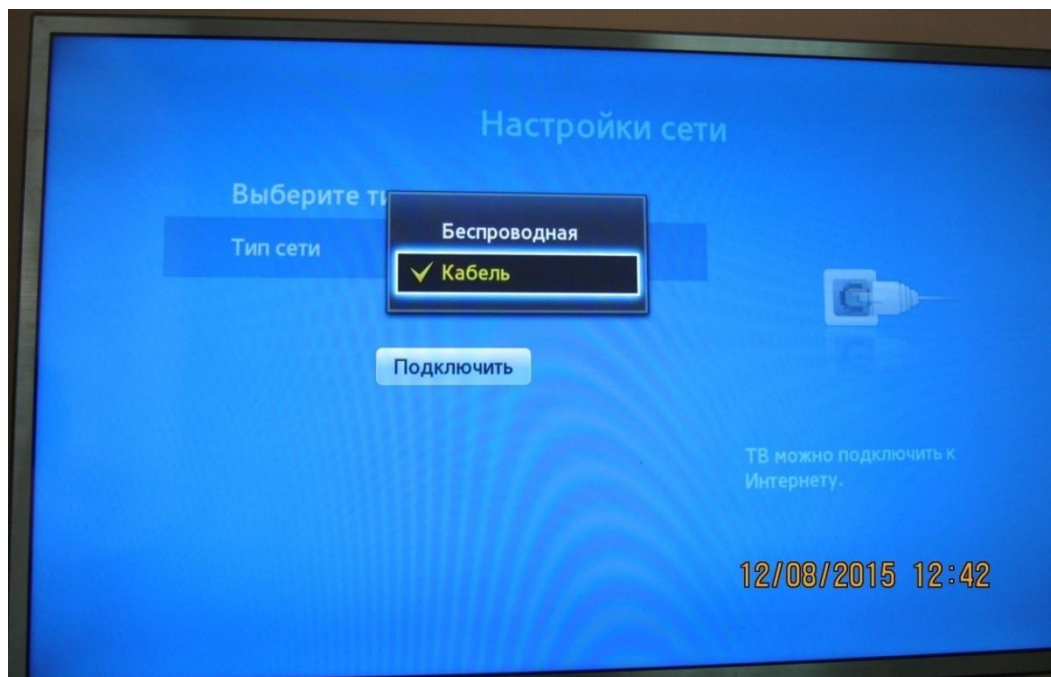 Настройки сети
Выберите ти
Тип сети
Беспроводная
Кабель
Подключить
ТВ можно подключить к
Интернету.
12/08/2015 12:42